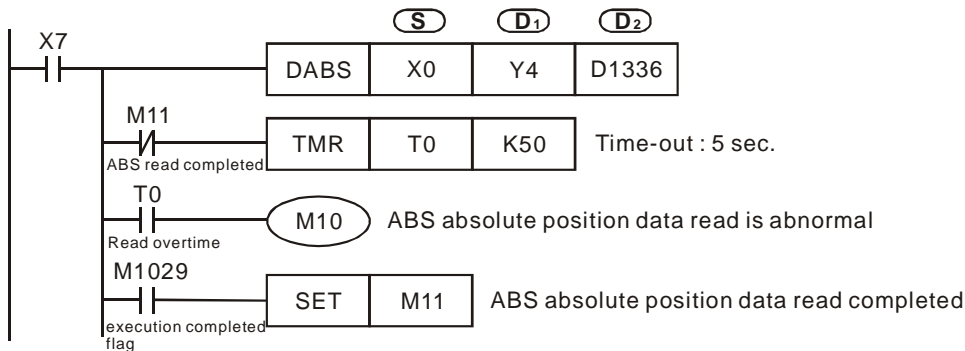 S D1 D2
X7
DABS X0 Y4 D1336
M11
TMR T0 K50 Time-out : 5 sec.
ABS read completed
T0
M10 ABS absolute position data read is abnormal
Read overtime
M1029
SET M11 ABS absolute position data read completed
execution completed
flag